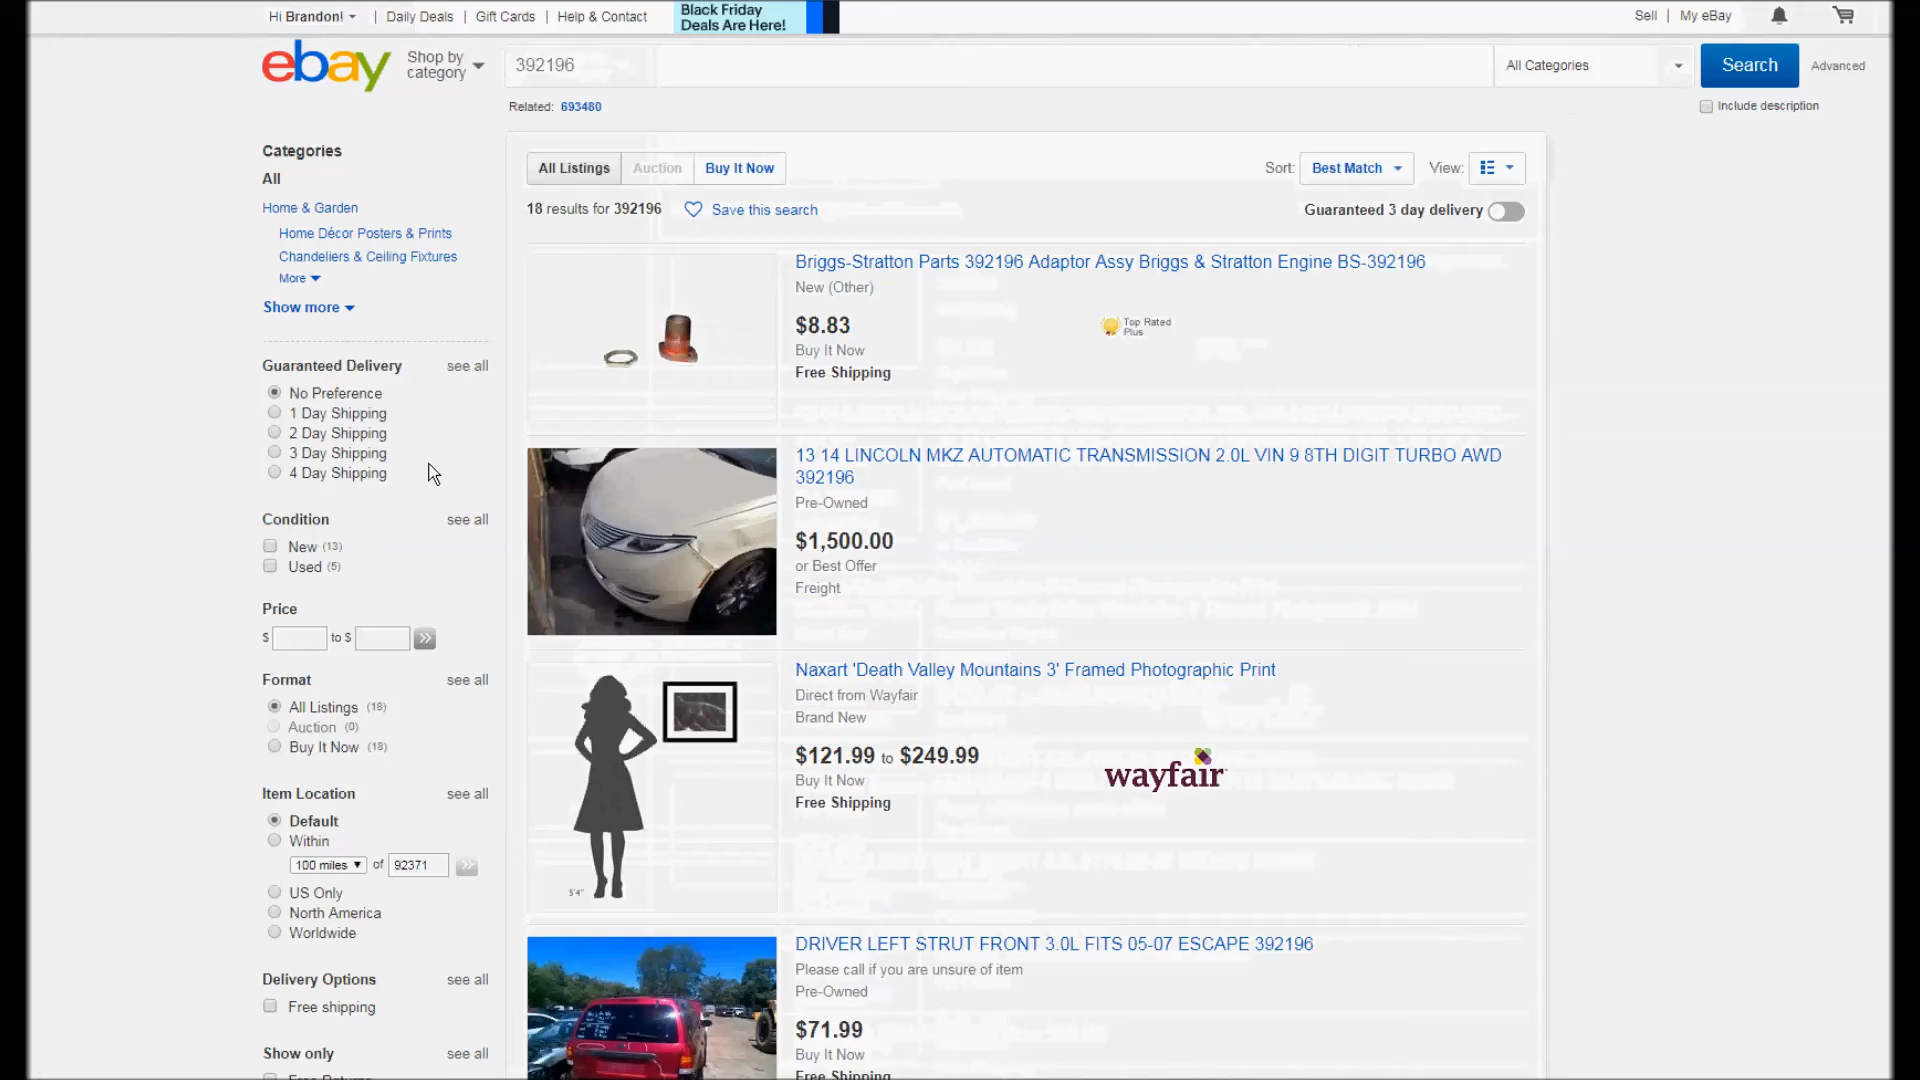 Hi Brandon! | Daily Deals | Gift Cards | Help & Contact
Black Friday
Deals Are Here!
Sell | My eBay
ebay
Shop by
category
392196
All Categories
Search
Advanced
Related: 693480
Include description
Categories
All
Home & Garden
Home Décor Posters & Prints
Chandeliers & Ceiling Fixtures
More
Show more
Guaranteed Delivery see all
No Preference
1 Day Shipping
2 Day Shipping
3 Day Shipping
4 Day Shipping
Condition see all
New (13)
Used (5)
Price
$ to $
Format see all
All Listings (18)
Auction (0)
Buy It Now (18)
Item Location see all
Default
Within
100 miles of 92371
US Only
North America
Worldwide
Delivery Options see all
Free shipping
Show only see all
Free Returns
All Listings Auction Buy It Now
Sort: Best Match View:
18 results for 392196 Save this search
Guaranteed 3 day delivery
Briggs-Stratton Parts 392196 Adaptor Assy Briggs & Stratton Engine BS-392196
New (Other)
$8.83
Buy It Now
Free Shipping
Top Rated
Plus
13 14 LINCOLN MKZ AUTOMATIC TRANSMISSION 2.0L VIN 9 8TH DIGIT TURBO AWD
392196
Pre-Owned
$1,500.00
or Best Offer
Freight
Naxart 'Death Valley Mountains 3' Framed Photographic Print
Direct from Wayfair
Brand New
$121.99 to $249.99
Buy It Now
Free Shipping
wayfair
5'4"
DRIVER LEFT STRUT FRONT 3.0L FITS 05-07 ESCAPE 392196
Please call if you are unsure of item
Pre-Owned
$71.99
Buy It Now
Free Shipping